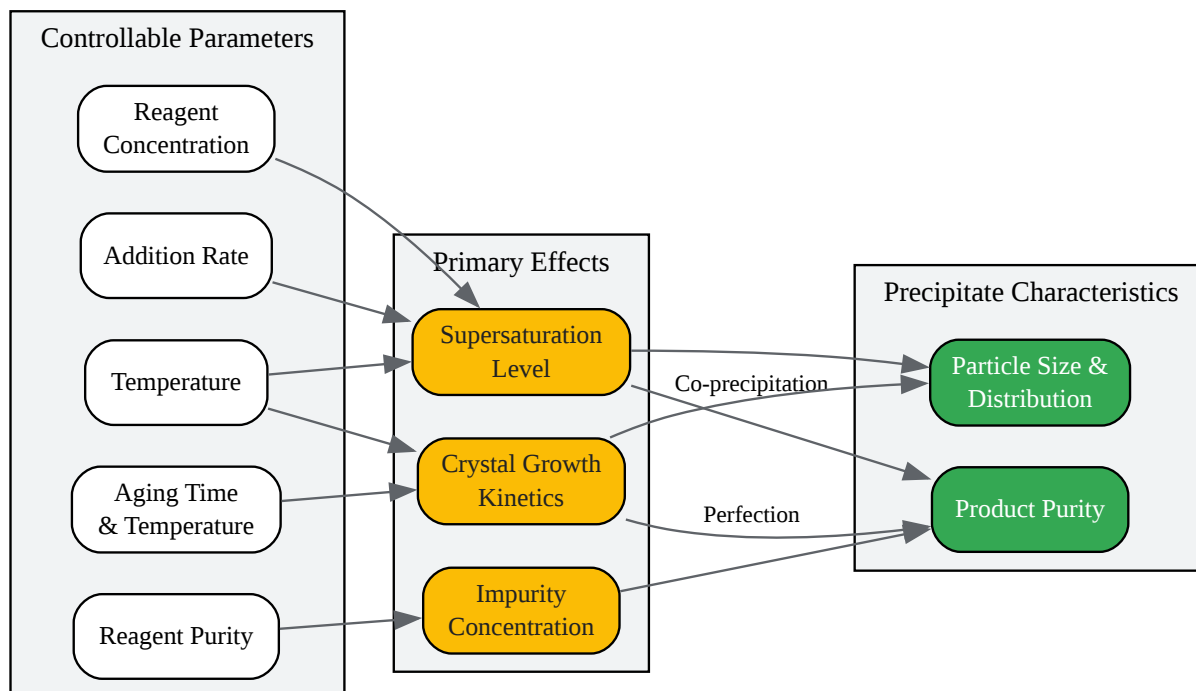 Controllable Parameters
Reagent
Concentration
Addition Rate
Temperature
Aging Time
& Temperature
Reagent Purity
Primary Effects
Supersaturation
Level
Crystal Growth
Kinetics
Impurity
Concentration
Co-precipitation
Perfection
Precipitate Characteristics
Particle Size &
Distribution
Product Purity